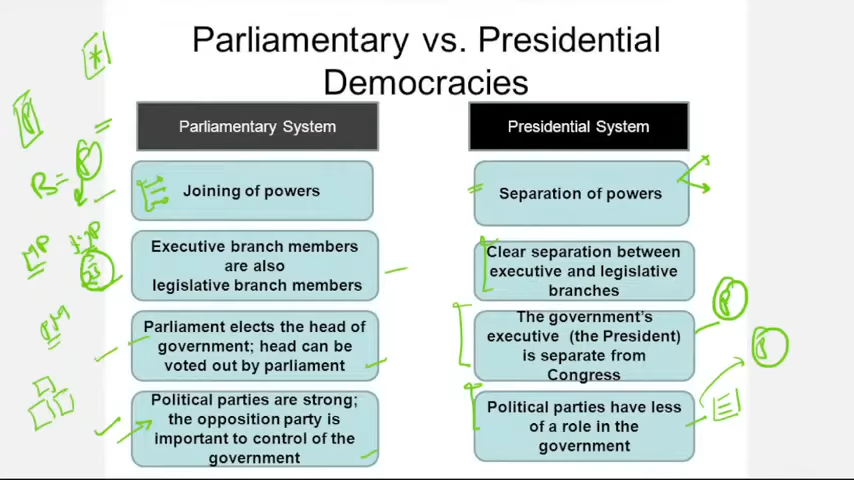 Parliamentary vs. Presidential
Democracies
Parliamentary System
Joining of powers
Executive branch members
are also
legislative branch members
Parliament elects the head of
government; head can be
voted out by parliament
Political parties are strong;
the opposition party is
important to control of the
government
Presidential System
Separation of powers
Clear separation between
executive and legislative
branches
The government's
executive (the President)
is separate from
Congress
Political parties have less
of a role in the
government
P
R = P
MP
PM
P
P